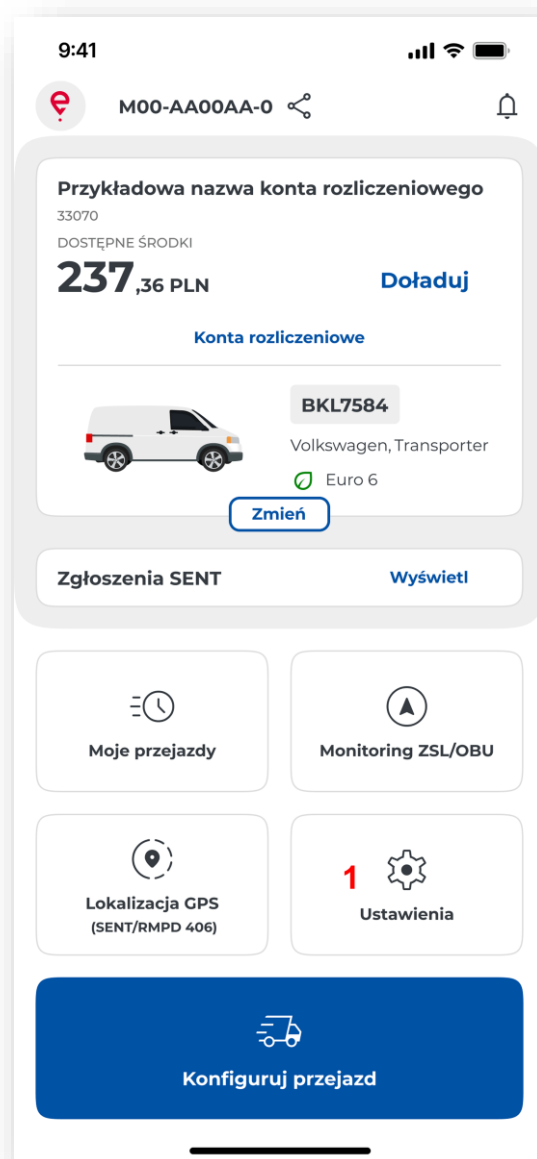 9:41
M00-AA00AA-0
Przykładowa nazwa konta rozliczeniowego
33070
DOSTĘPNE ŚRODKI
237,36 PLN
Doładuj
Konta rozliczeniowe
BKL7584
Volkswagen, Transporter
Euro 6
Zmień
Zgłoszenia SENT
Wyświetl
Moje przejazdy
Monitoring ZSL/OBU
Lokalizacja GPS
(SENT/RMPD 406)
1
Ustawienia
Konfiguruj przejazd